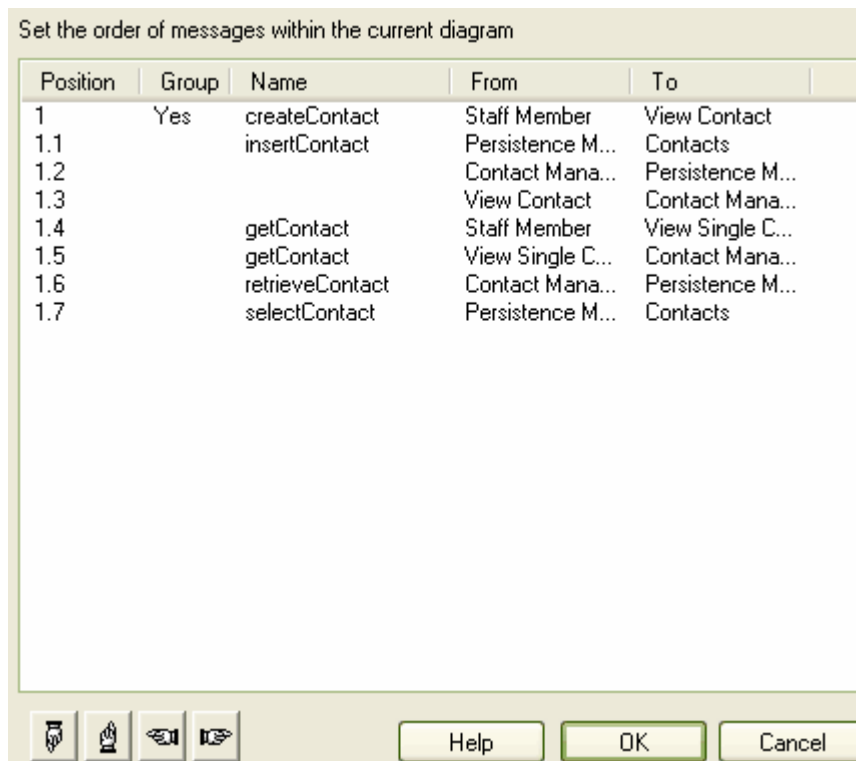 Set the order of messages within the current diagram
Position Group Name From To
1 Yes createContact Staff Member View Contact
1.1 insertContact Persistence M... Contacts
1.2 Contact Mana... Persistence M...
1.3 View Contact Contact Mana...
1.4 getContact Staff Member View Single C...
1.5 getContact View Single C... Contact Mana...
1.6 retrieveContact Contact Mana... Persistence M...
1.7 selectContact Persistence M... Contacts
Help OK Cancel